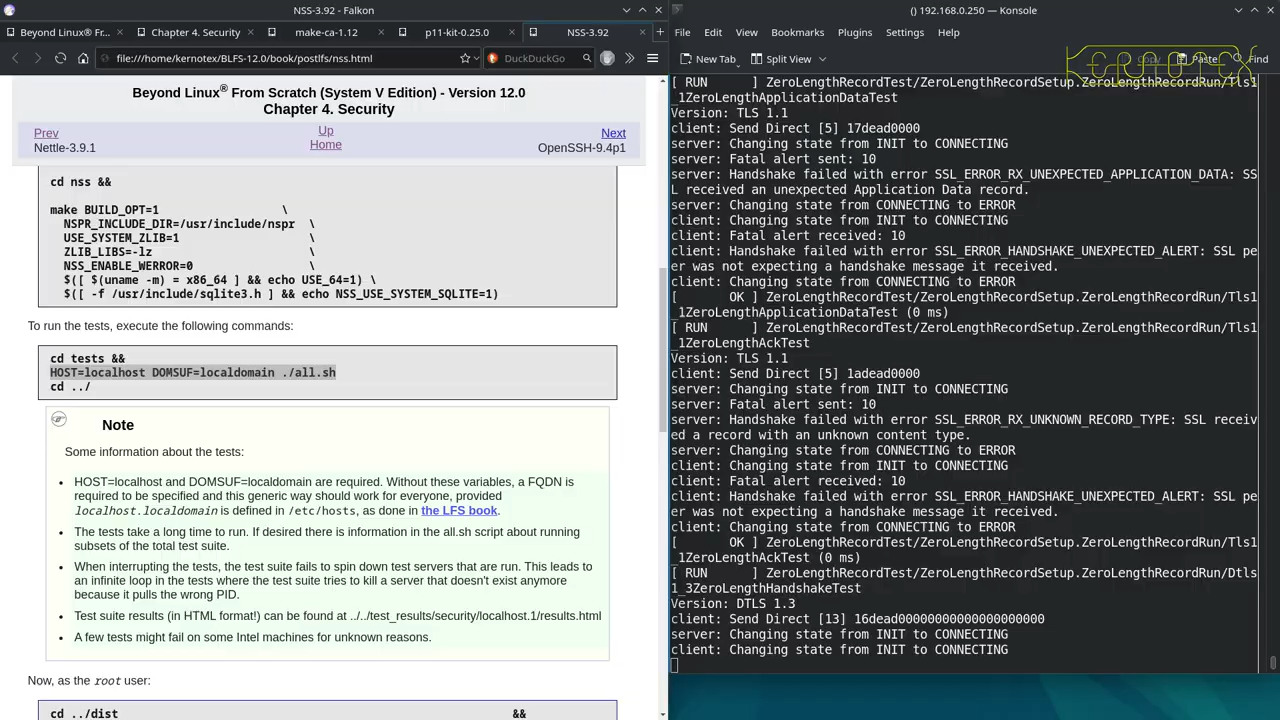 NSS-3.92 - Falkon
Beyond Linux® Fr...
Chapter 4. Security
make-ca-1.12
p11-kit-0.25.0
NSS-3.92
file:///home/kernotex/BLFS-12.0/book/postlfs/nss.html
DuckDuckGo
Beyond Linux® From Scratch (System V Edition) - Version 12.0
Chapter 4. Security
Prev
Up
Next
Nettle-3.9.1
Home
OpenSSH-9.4p1
cd nss &&
make BUILD_OPT=1 \
NSPR_INCLUDE_DIR=/usr/include/nspr \
USE_SYSTEM_ZLIB=1 \
ZLIB_LIBS=-lz \
NSS_ENABLE_WERROR=0 \
$([ $(uname -m) = x86_64 ] && echo USE_64=1) \
$([ -f /usr/include/sqlite3.h ] && echo NSS_USE_SYSTEM_SQLITE=1)
To run the tests, execute the following commands:
cd tests &&
HOST=localhost DOMSUF=localdomain ./all.sh
cd ../
Note
Some information about the tests:
• HOST=localhost and DOMSUF=localdomain are required. Without these variables, a FQDN is
required to be specified and this generic way should work for everyone, provided
localhost.localdomain is defined in /etc/hosts, as done in the LFS book.
• The tests take a long time to run. If desired there is information in the all.sh script about running
subsets of the total test suite.
• When interrupting the tests, the test suite fails to spin down test servers that are run. This leads to
an infinite loop in the tests where the test suite tries to kill a server that doesn't exist anymore
because it pulls the wrong PID.
• Test suite results (in HTML format!) can be found at ../../test_results/security/localhost.1/results.html
• A few tests might fail on some Intel machines for unknown reasons.
Now, as the root user:
cd ../dist &&
() 192.168.0.250 — Konsole
File Edit View Bookmarks Plugins Settings Help
New Tab Split View Copy Paste Find
KERNOTEX
[ RUN      ] ZeroLengthRecordTest/ZeroLengthRecordSetup.ZeroLengthRecordRun/Tls1
_1ZeroLengthApplicationDataTest
Version: TLS 1.1
client: Send Direct [5] 17dead0000
server: Changing state from INIT to CONNECTING
server: Fatal alert sent: 10
server: Handshake failed with error SSL_ERROR_RX_UNEXPECTED_APPLICATION_DATA: SS
L received an unexpected Application Data record.
server: Changing state from CONNECTING to ERROR
client: Changing state from INIT to CONNECTING
client: Fatal alert received: 10
client: Handshake failed with error SSL_ERROR_HANDSHAKE_UNEXPECTED_ALERT: SSL pe
er was not expecting a handshake message it received.
client: Changing state from CONNECTING to ERROR
[       OK ] ZeroLengthRecordTest/ZeroLengthRecordSetup.ZeroLengthRecordRun/Tls1
_1ZeroLengthApplicationDataTest (0 ms)
[ RUN      ] ZeroLengthRecordTest/ZeroLengthRecordSetup.ZeroLengthRecordRun/Tls1
_1ZeroLengthAckTest
Version: TLS 1.1
client: Send Direct [5] 1adead0000
server: Changing state from INIT to CONNECTING
server: Fatal alert sent: 10
server: Handshake failed with error SSL_ERROR_RX_UNKNOWN_RECORD_TYPE: SSL receiv
ed a record with an unknown content type.
server: Changing state from CONNECTING to ERROR
client: Changing state from INIT to CONNECTING
client: Fatal alert received: 10
client: Handshake failed with error SSL_ERROR_HANDSHAKE_UNEXPECTED_ALERT: SSL pe
er was not expecting a handshake message it received.
client: Changing state from CONNECTING to ERROR
[       OK ] ZeroLengthRecordTest/ZeroLengthRecordSetup.ZeroLengthRecordRun/Tls1
_1ZeroLengthAckTest (0 ms)
[ RUN      ] ZeroLengthRecordTest/ZeroLengthRecordSetup.ZeroLengthRecordRun/Dtls
1_3ZeroLengthHandshakeTest
Version: DTLS 1.3
client: Send Direct [13] 16dead00000000000000000000
server: Changing state from INIT to CONNECTING
client: Changing state from INIT to CONNECTING